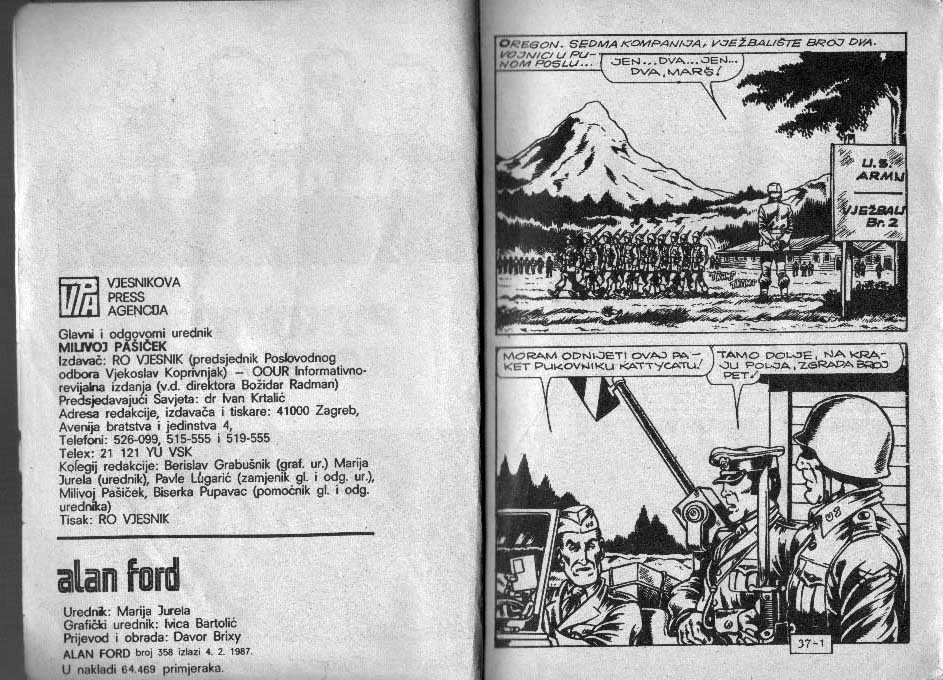 VPA
VJESNIKOVA
PRESS
AGENCIJA
Glavni i odgovorni urednik
MILIVOJ PAŠIČEK
Izdavač: RO VJESNIK (predsjednik Poslovodnog
odbora Vjekoslav Koprivnjak) — OOUR Informativno-
revijalna izdanja (v.d. direktora Božidar Radman)
Predsjedavajući Savjeta: dr Ivan Krtalić
Adresa redakcije, izdavača i tiskare: 41000 Zagreb,
Avenija bratstva i jedinstva 4,
Telefoni: 526-099, 515-555 i 519-555
Telex: 21 121 YU VSK
Kolegij redakcije: Berislav Grabušnik (graf. ur.) Marija
Jurela (urednik), Pavle Lugarić (zamjenik gl. i odg. ur.),
Milivoj Pašiček, Biserka Pupavac (pomoćnik gl. i odg.
urednika)
Tisak: RO VJESNIK
alan ford
Urednik: Marija Jurela
Grafički urednik: Ivica Bartolić
Prijevod i obrada: Davor Brixy
ALAN FORD broj 358 izlazi 4. 2. 1987.
U nakladi 64.469 primjeraka.
OREGON. SEDMA KOMPANIJA, VJEŽBALIŠTE BROJ DVA.
VOJNICI U PU-
NOM POSLU...
JEN...DVA...JEN...
DVA, MARŠ!
U.S.
ARMY
VJEŽBALI
Br. 2
MORAM ODNIJETI OVAJ PA-
KET PUKOVNIKU KATTYCATU!
TAMO DOLJE, NA KRA-
JU POLJA, ZGRADA BROJ
PET!
US
37-1